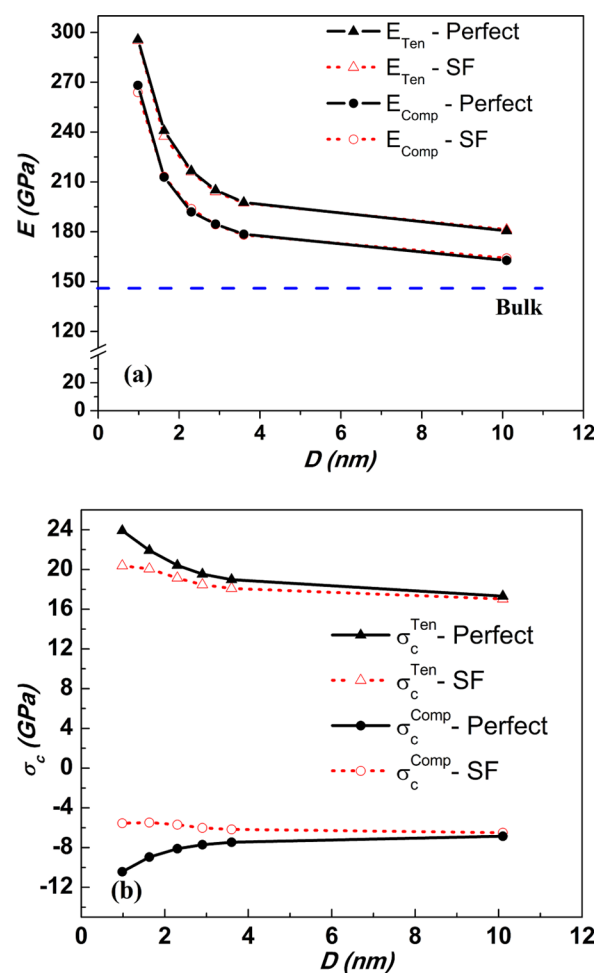 300
270
240
210
180
150
120
20
0
E (GPa)
E_Ten - Perfect
E_Ten - SF
E_Comp - Perfect
E_Comp - SF
Bulk
(a)
0 2 4 6 8 10 12
D (nm)
24
20
16
12
8
4
0
-4
-8
-12
σ_c (GPa)
σ_c^Ten - Perfect
σ_c^Ten - SF
σ_c^Comp - Perfect
σ_c^Comp - SF
(b)
0 2 4 6 8 10 12
D (nm)